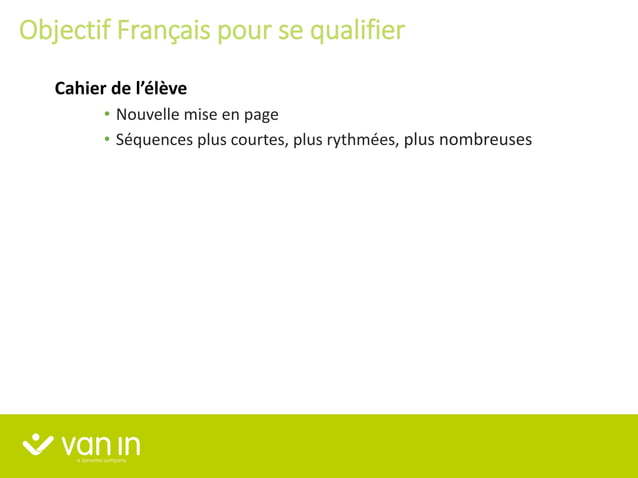 Objectif Français pour se qualifier
Cahier de l’élève
• Nouvelle mise en page
• Séquences plus courtes, plus rythmées, plus nombreuses
van in
a sanoma company